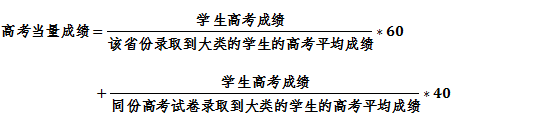 学生高考成绩
高考当量成绩=———*60
该省份录取到大类的学生的高考平均成绩
学生高考成绩
+———*40
同份高考试卷录取到大类的学生的高考平均成绩